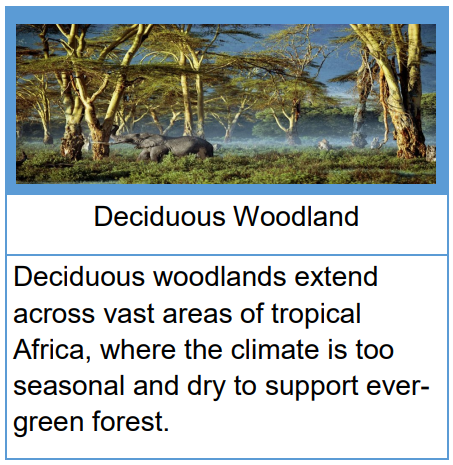 Deciduous Woodland
Deciduous woodlands extend
across vast areas of tropical
Africa, where the climate is too
seasonal and dry to support ever-
green forest.